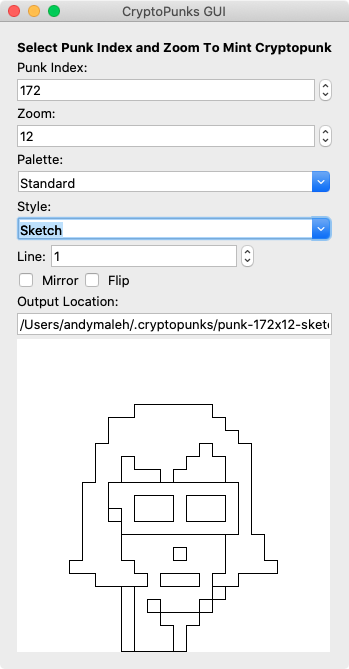 CryptoPunks GUI
Select Punk Index and Zoom To Mint Cryptopunk
Punk Index:
172
Zoom:
12
Palette:
Standard
Style:
Sketch
Line: 1
Mirror Flip
Output Location:
/Users/andymaleh/.cryptopunks/punk-172x12-sket